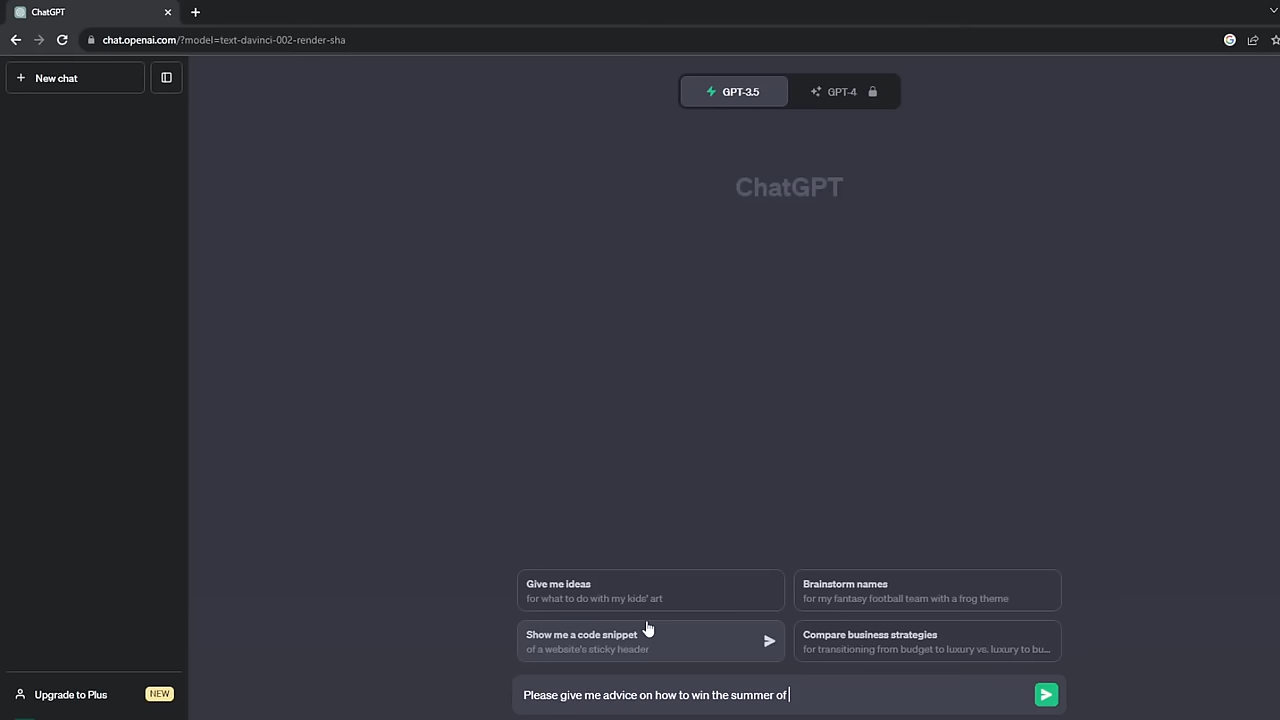 ChatGPT
chat.openai.com/?model=text-davinci-002-render-sha
New chat
GPT-3.5
GPT-4
ChatGPT
Give me ideas
for what to do with my kids' art
Brainstorm names
for my fantasy football team with a frog theme
Show me a code snippet
of a website's sticky header
Compare business strategies
for transitioning from budget to luxury vs. luxury to bu...
Upgrade to Plus
NEW
Please give me advice on how to win the summer of